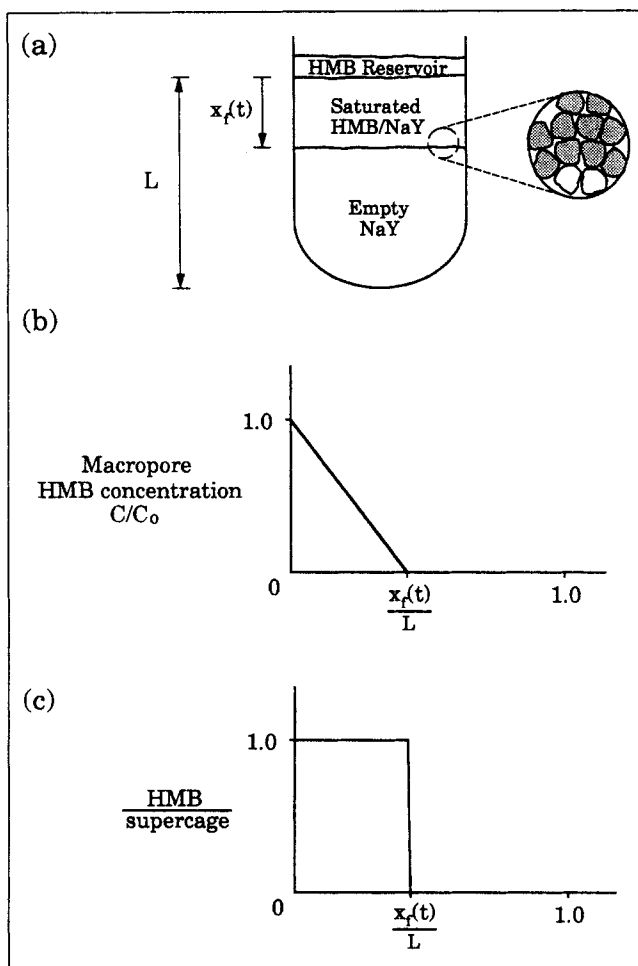 (a)
HMB Reservoir
x_f(t)
Saturated
HMB/NaY
L
Empty
NaY
(b)
1.0
Macropore
HMB concentration
C/C₀
0
x_f(t)
L
1.0
(c)
1.0
HMB
supercage
0
x_f(t)
L
1.0